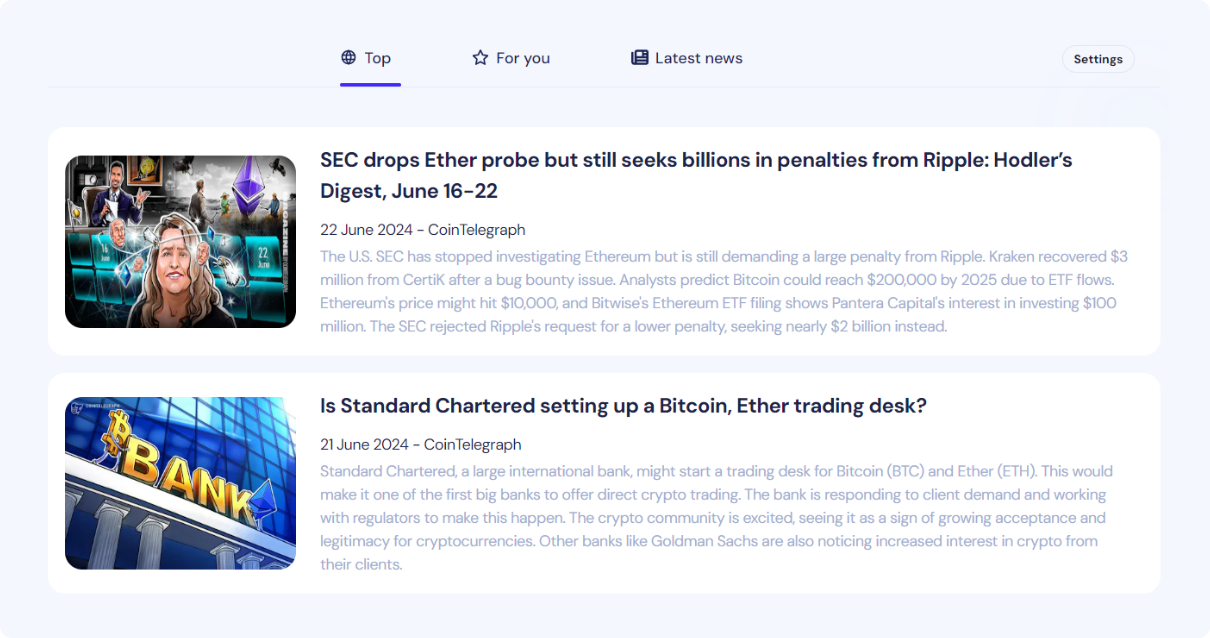 Top
For you
Latest news
Settings
SEC drops Ether probe but still seeks billions in penalties from Ripple: Hodler's
Digest, June 16-22
22 June 2024 - CoinTelegraph
The U.S. SEC has stopped investigating Ethereum but is still demanding a large penalty from Ripple. Kraken recovered $3
million from CertiK after a bug bounty issue. Analysts predict Bitcoin could reach $200,000 by 2025 due to ETF flows.
Ethereum's price might hit $10,000, and Bitwise's Ethereum ETF filing shows Pantera Capital's interest in investing $100
million. The SEC rejected Ripple's request for a lower penalty, seeking nearly $2 billion instead.
16
June
22
June
MAGAZINE
Is Standard Chartered setting up a Bitcoin, Ether trading desk?
21 June 2024 - CoinTelegraph
Standard Chartered, a large international bank, might start a trading desk for Bitcoin (BTC) and Ether (ETH). This would
make it one of the first big banks to offer direct crypto trading. The bank is responding to client demand and working
with regulators to make this happen. The crypto community is excited, seeing it as a sign of growing acceptance and
legitimacy for cryptocurrencies. Other banks like Goldman Sachs are also noticing increased interest in crypto from
their clients.
COINTELEGRAPH
BANK